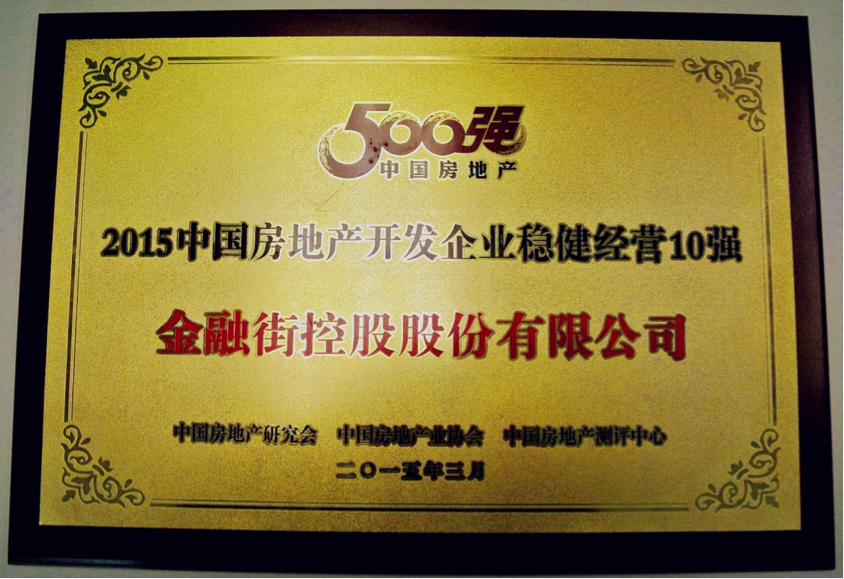 500强
中国房地产
2015中国房地产开发企业稳健经营10强
金融街控股股份有限公司
中国房地产研究会 中国房地产业协会 中国房地产测评中心
二〇一五年三月